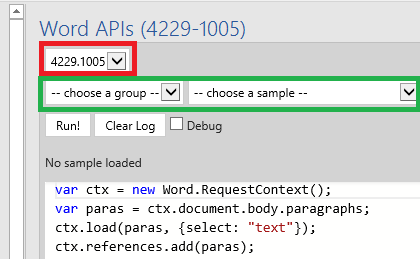 Word APIs (4229-1005)
4229.1005
-- choose a group -- -- choose a sample --
Run! Clear Log Debug
No sample loaded
var ctx = new Word.RequestContext();
var paras = ctx.document.body.paragraphs;
ctx.load(paras, {select: "text"});
ctx.references.add(paras);